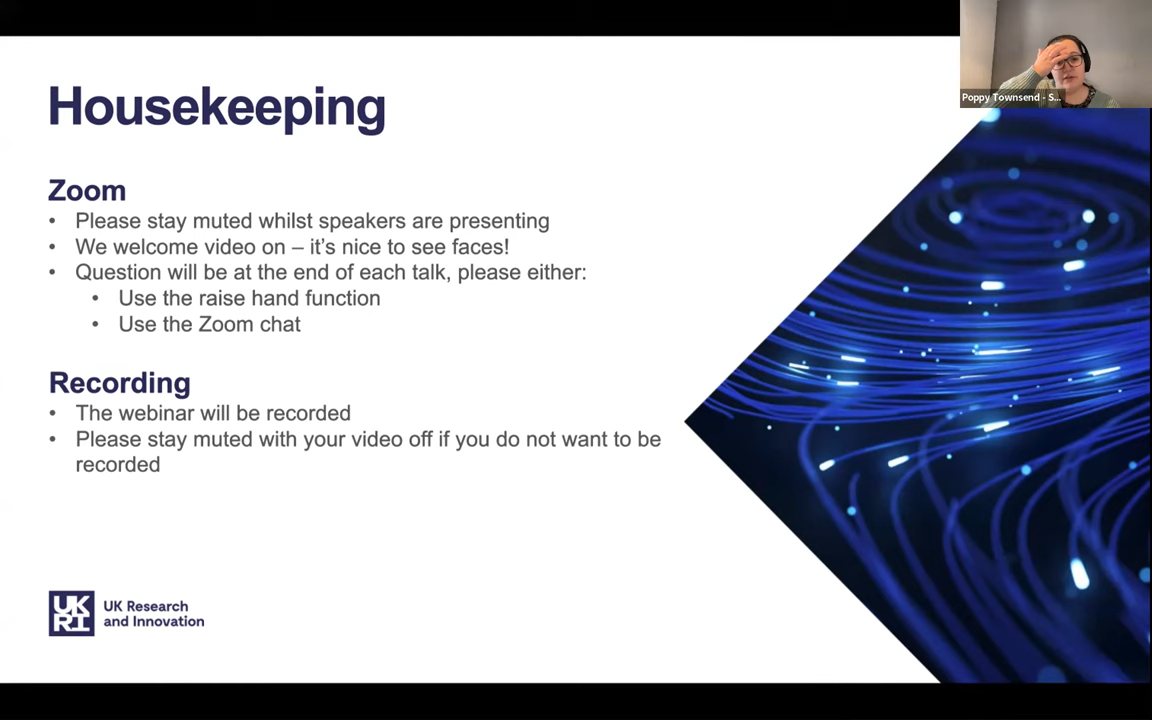 Housekeeping
Zoom
• Please stay muted whilst speakers are presenting
• We welcome video on – it's nice to see faces!
• Question will be at the end of each talk, please either:
• Use the raise hand function
• Use the Zoom chat
Recording
• The webinar will be recorded
• Please stay muted with your video off if you do not want to be
recorded
UK
RI
UK Research
and Innovation
Poppy Townsend - S...